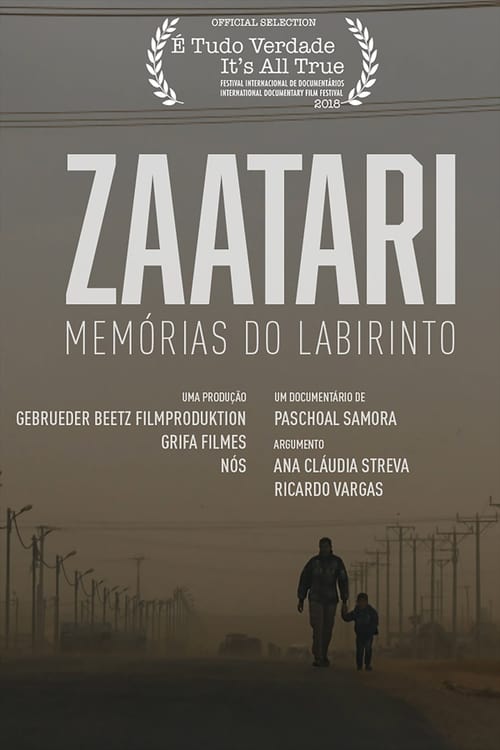 OFFICIAL SELECTION
É Tudo Verdade
It's All True
FESTIVAL INTERNACIONAL DE DOCUMENTÁRIOS
INTERNATIONAL DOCUMENTARY FILM FESTIVAL
2018
ZAATARI
MEMÓRIAS DO LABIRINTO
UMA PRODUÇÃO
GEBRUEDER BEETZ FILMPRODUKTION
GRIFA FILMES
NÓS
UM DOCUMENTÁRIO DE
PASCHOAL SAMORA
ARGUMENTO
ANA CLÁUDIA STREVA
RICARDO VARGAS